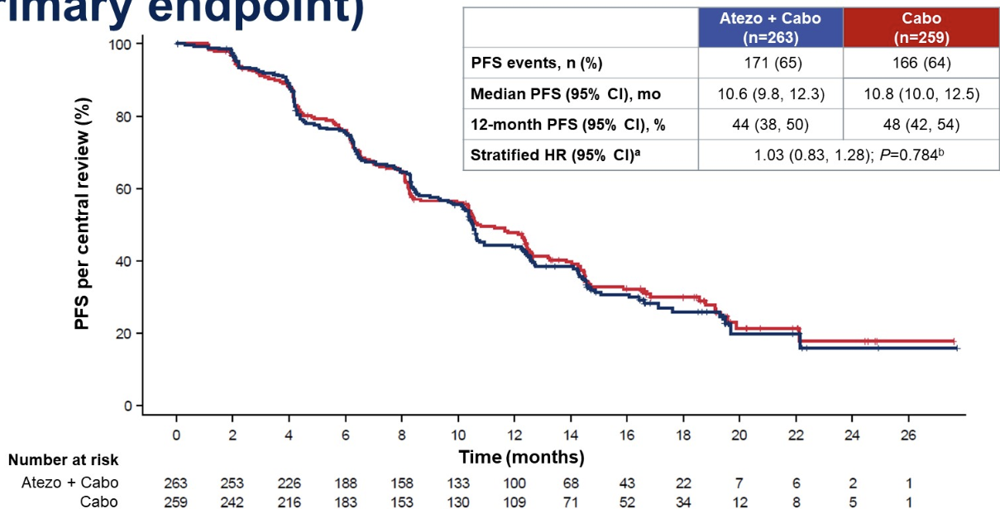 rimary endpoint)
Atezo + Cabo Cabo
(n=263) (n=259)
PFS events, n (%) 171 (65) 166 (64)
Median PFS (95% CI), mo 10.6 (9.8, 12.3) 10.8 (10.0, 12.5)
12-month PFS (95% CI), % 44 (38, 50) 48 (42, 54)
Stratified HR (95% CI)ᵃ 1.03 (0.83, 1.28); P=0.784ᵇ
PFS per central review (%)
100
80
60
40
20
0
0 2 4 6 8 10 12 14 16 18 20 22 24 26
Time (months)
Number at risk
Atezo + Cabo 263 253 226 188 158 133 100 68 43 22 7 6 2 1
Cabo 259 242 216 183 153 130 109 71 52 34 12 8 5 1